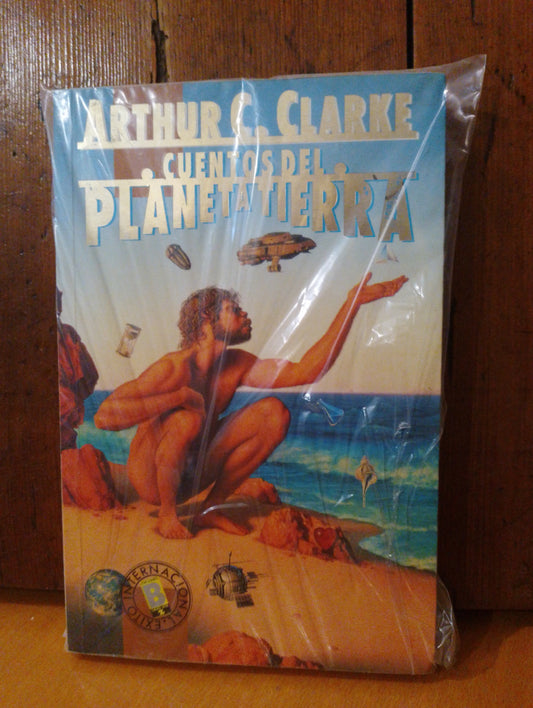 ARTHUR C. CLARKE
CUENTOS DEL
PLANETA TIERRA
ÉXITO INTERNACIONAL
B